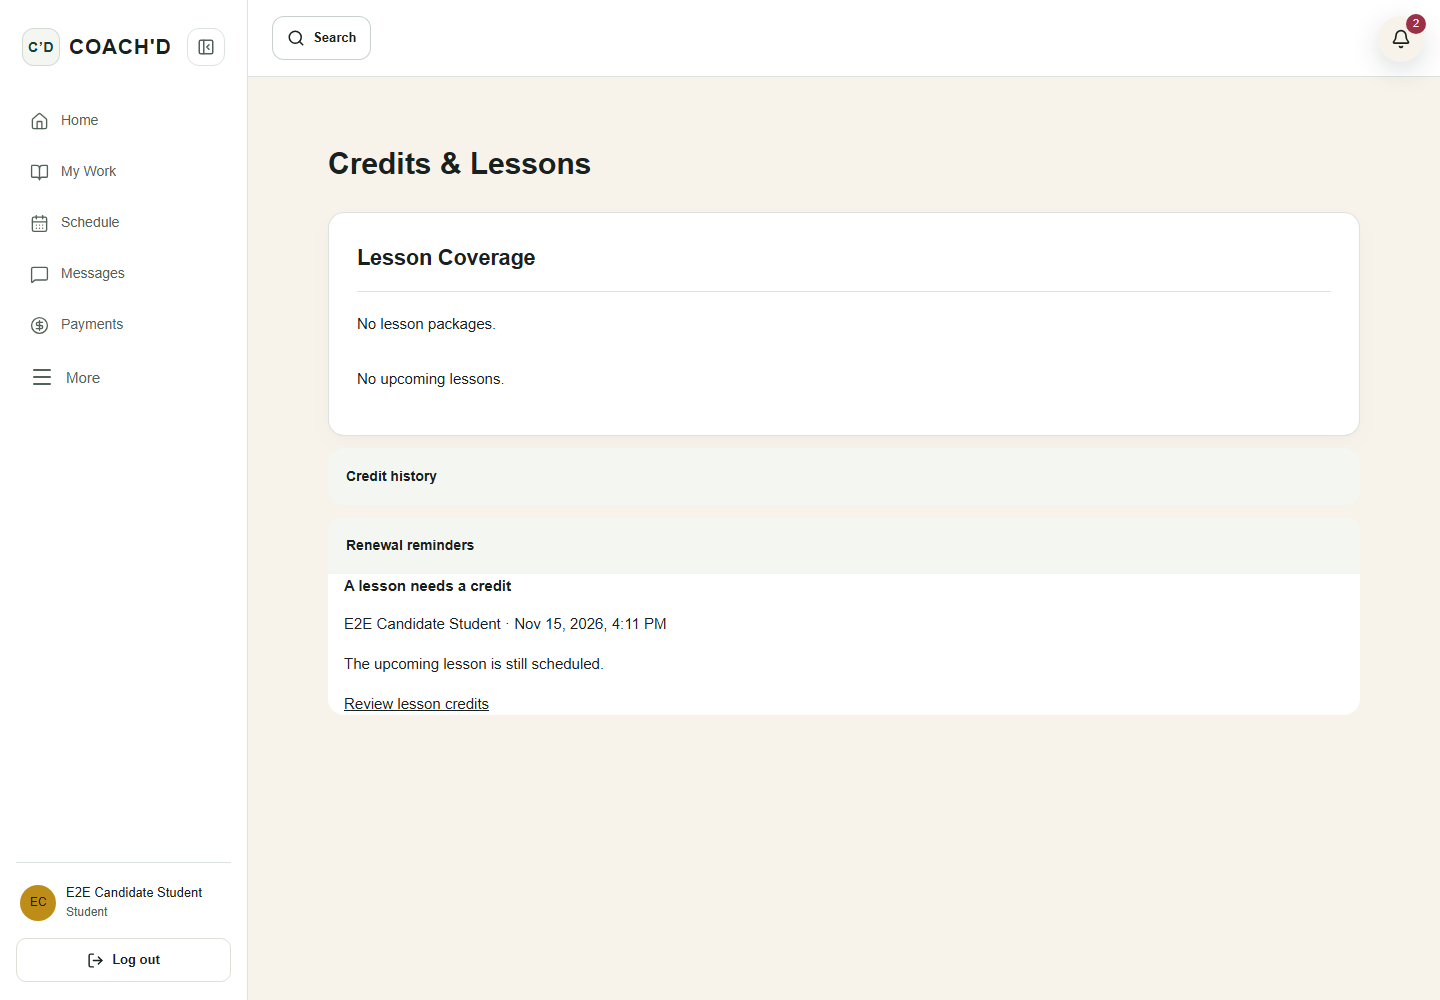 C'D COACH'D
Search
2
Home
My Work
Schedule
Messages
Payments
More
Credits & Lessons
Lesson Coverage
No lesson packages.
No upcoming lessons.
Credit history
Renewal reminders
A lesson needs a credit
E2E Candidate Student · Nov 15, 2026, 4:11 PM
The upcoming lesson is still scheduled.
Review lesson credits
EC
E2E Candidate Student
Student
Log out